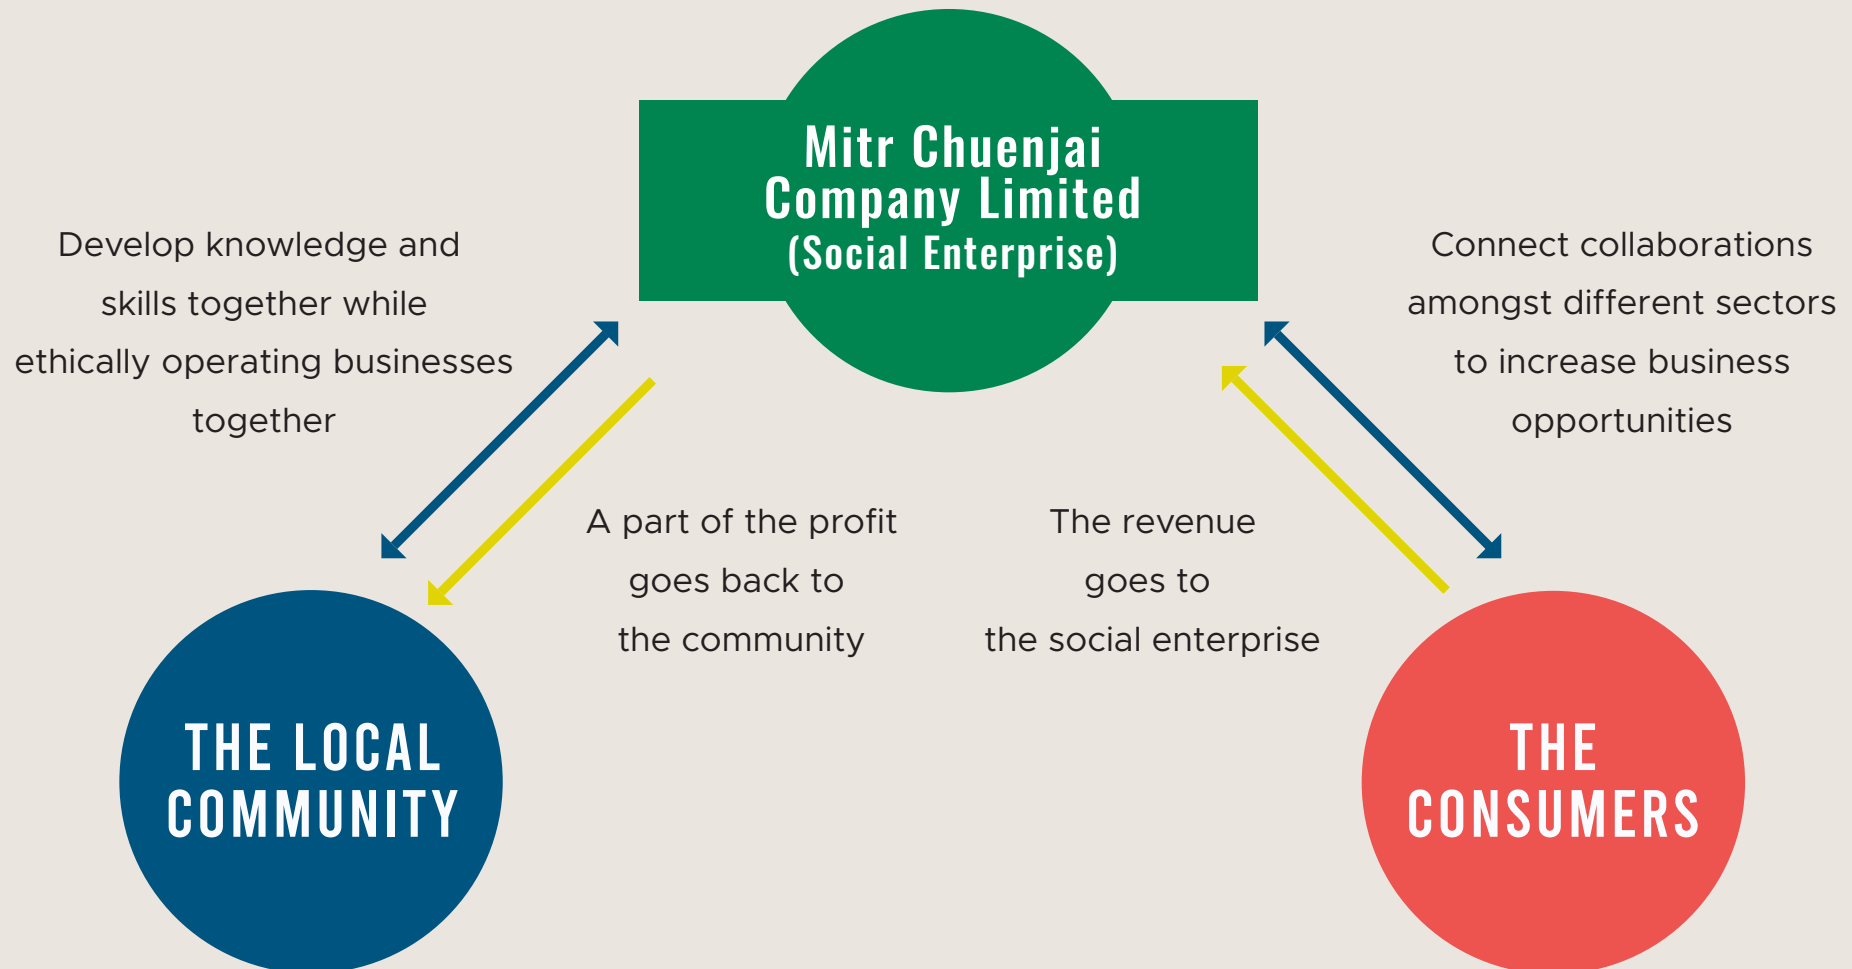 Mitr Chuenjai
Company Limited
(Social Enterprise)
Develop knowledge and
skills together while
ethically operating businesses
together
Connect collaborations
amongst different sectors
to increase business
opportunities
A part of the profit
goes back to
the community
The revenue
goes to
the social enterprise
THE LOCAL
COMMUNITY
THE
CONSUMERS